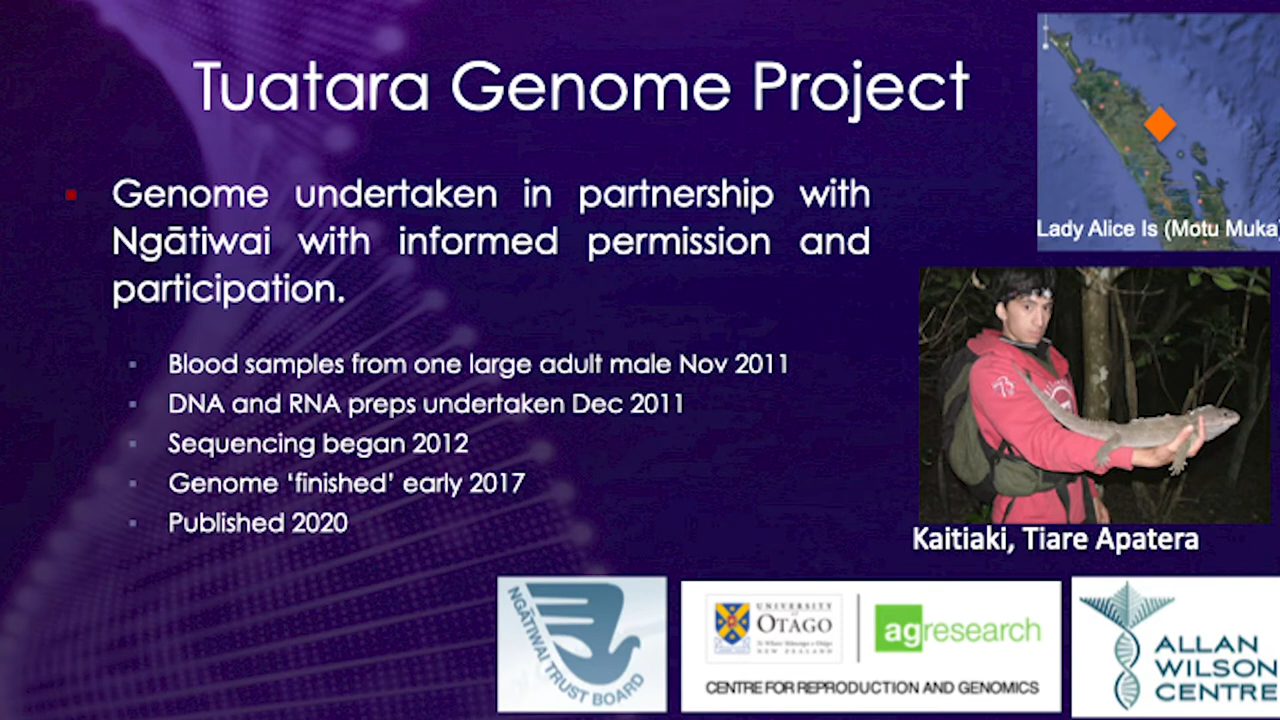 Tuatara Genome Project
Genome undertaken in partnership with
Ngātiwai with informed permission and
participation.
Blood samples from one large adult male Nov 2011
DNA and RNA preps undertaken Dec 2011
Sequencing began 2012
Genome ‘finished’ early 2017
Published 2020
Lady Alice Is (Motu Muka)
Kaitiaki, Tiare Apatera
NGĀTIWAI TRUST BOARD
UNIVERSITY
of
OTAGO
NEW ZEALAND
agresearch
CENTRE FOR REPRODUCTION AND GENOMICS
ALLAN
WILSON
CENTRE